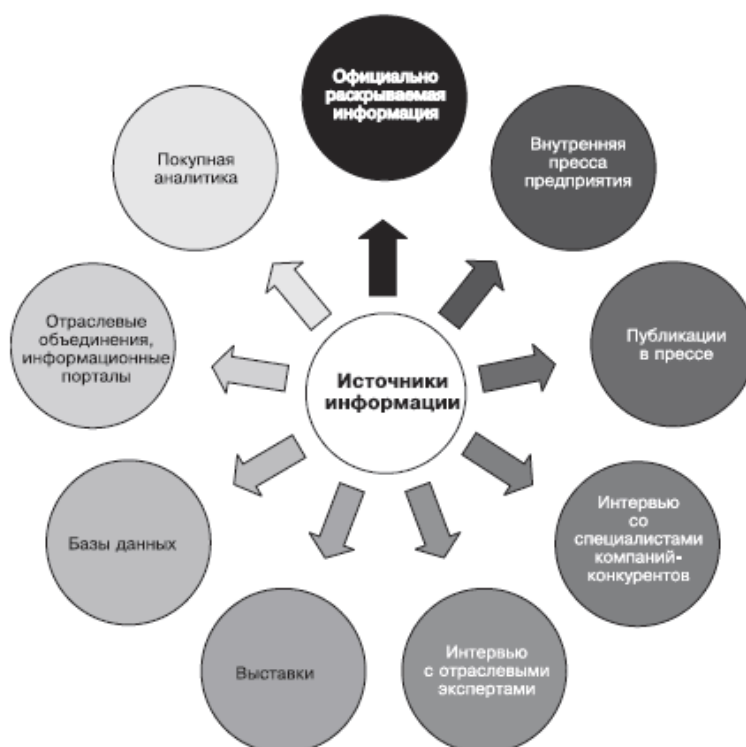 Официально
раскрываемая
информация
Внутренняя
пресса
предприятия
Публикации
в прессе
Интервью
со
специалистами
компаний-
конкурентов
Интервью
с отраслевыми
экспертами
Выставки
Базы данных
Отраслевые
объединения,
информационные
порталы
Покупная
аналитика
Источники
информации